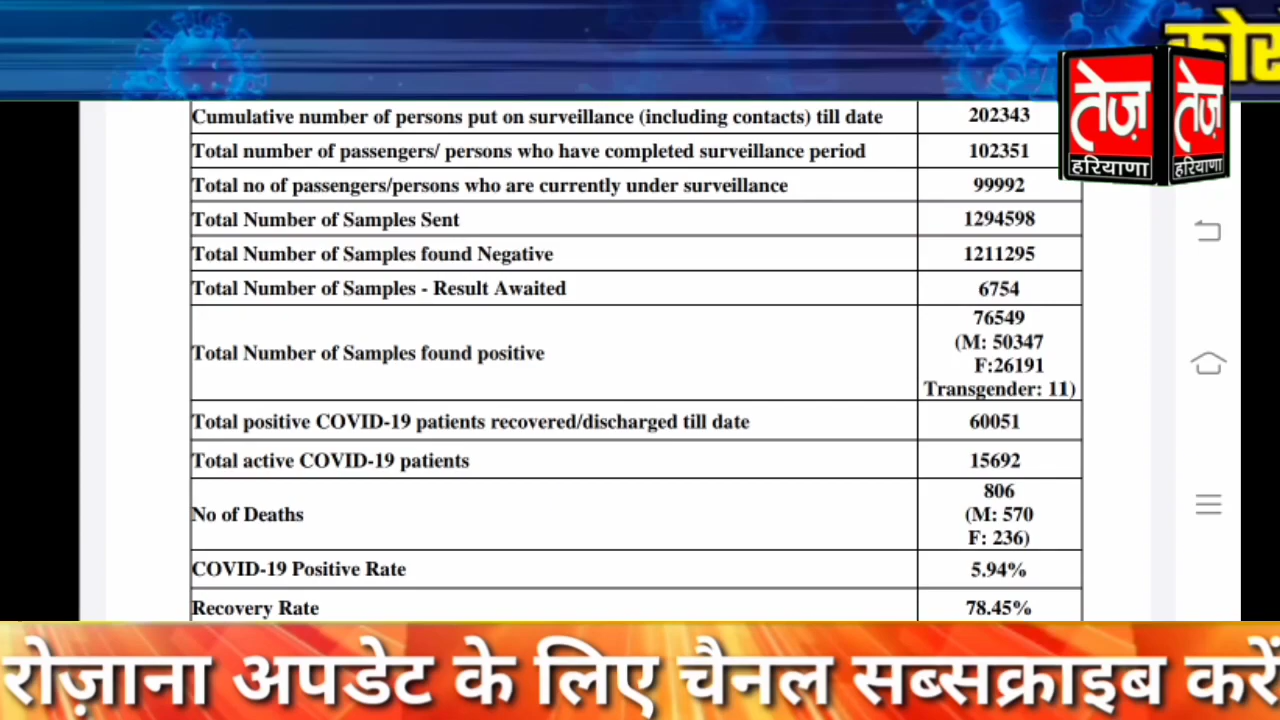 तेज़ तेज़
हरियाणा हरियाणा
Cumulative number of persons put on surveillance (including contacts) till date 202343
Total number of passengers/ persons who have completed surveillance period 102351
Total no of passengers/persons who are currently under surveillance 99992
Total Number of Samples Sent 1294598
Total Number of Samples found Negative 1211295
Total Number of Samples - Result Awaited 6754
Total Number of Samples found positive 76549
(M: 50347
F:26191
Transgender: 11)
Total positive COVID-19 patients recovered/discharged till date 60051
Total active COVID-19 patients 15692
No of Deaths 806
(M: 570
F: 236)
COVID-19 Positive Rate 5.94%
Recovery Rate 78.45%
रोज़ाना अपडेट के लिए चैनल सब्सक्राइब करें